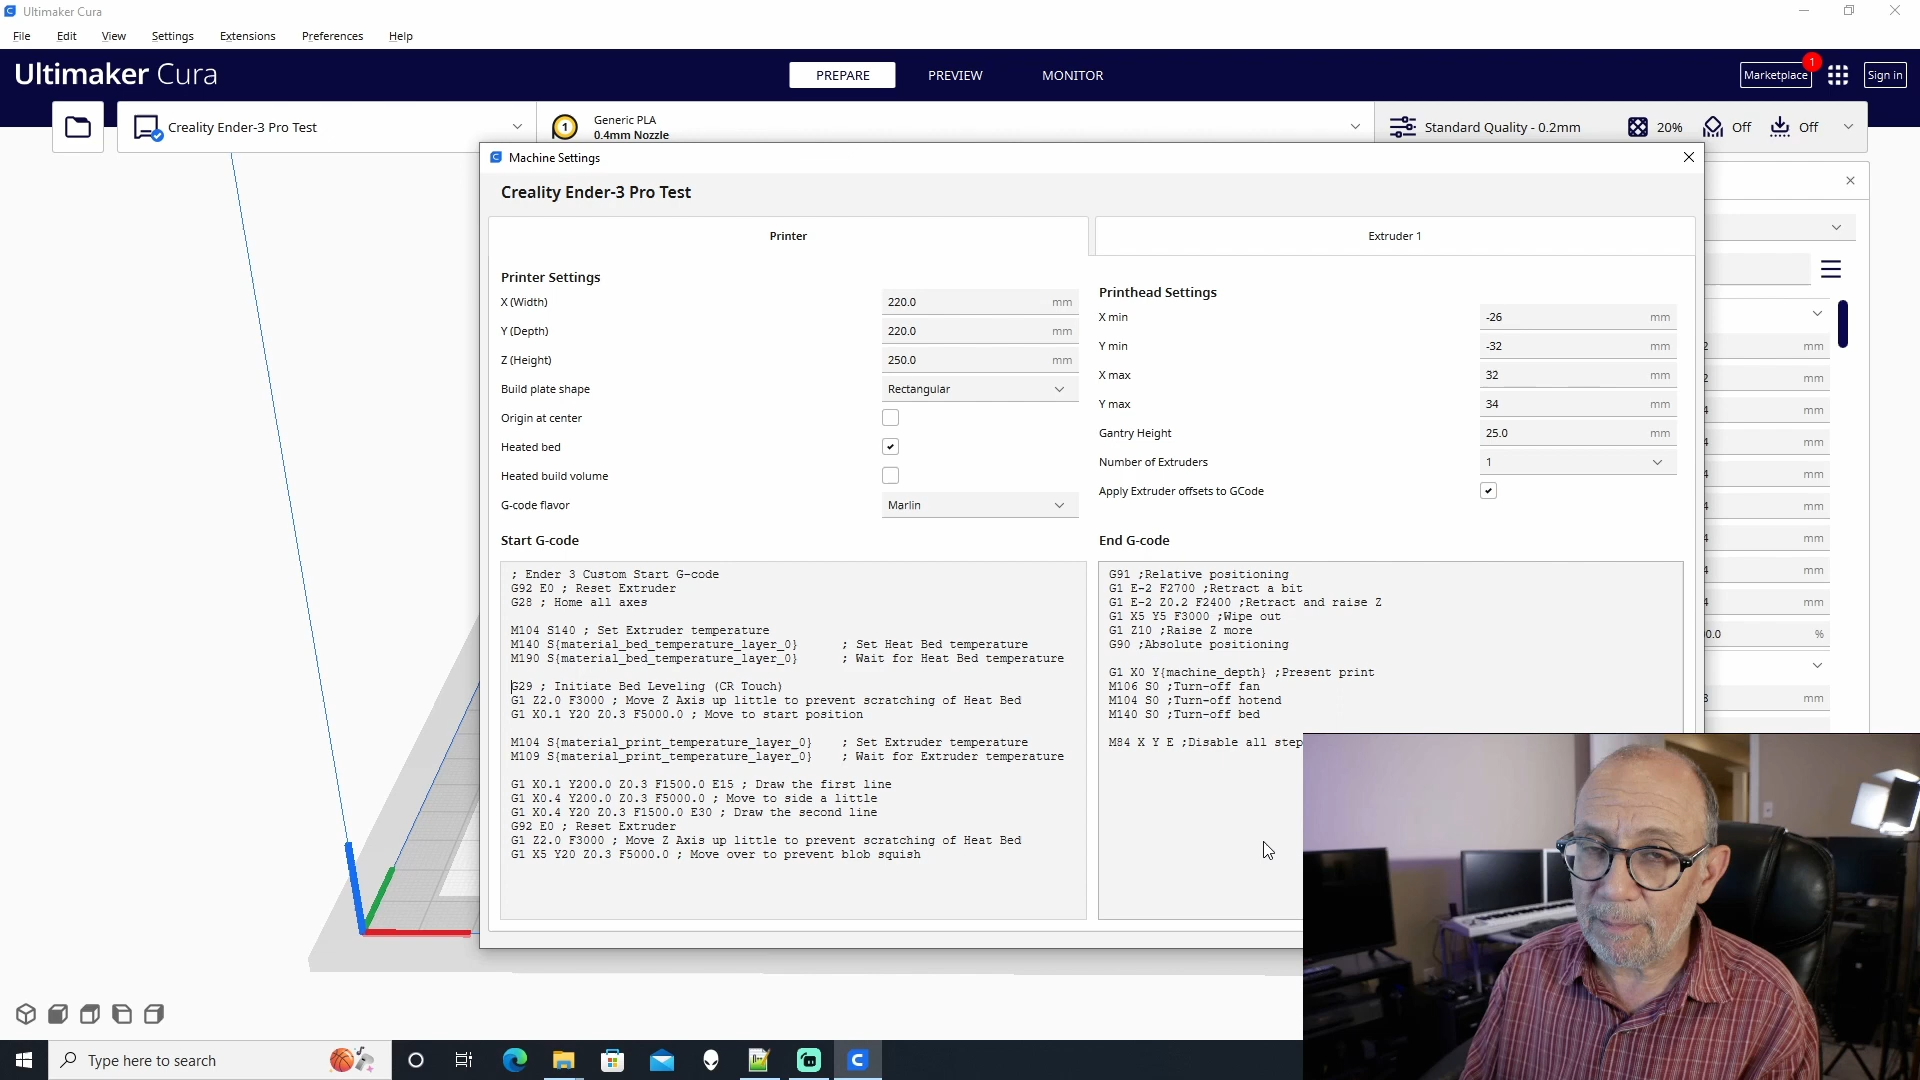 Ultimaker Cura
File Edit View Settings Extensions Preferences Help
Ultimaker Cura
PREPARE PREVIEW MONITOR
Marketplace 1 Sign in
Creality Ender-3 Pro Test
1 Generic PLA
0.4mm Nozzle
Standard Quality - 0.2mm 20% Off Off
Machine Settings
Creality Ender-3 Pro Test
Printer Extruder 1
Printer Settings
X (Width) 220.0 mm
Y (Depth) 220.0 mm
Z (Height) 250.0 mm
Build plate shape Rectangular
Origin at center
Heated bed
Heated build volume
G-code flavor Marlin
Printhead Settings
X min -26 mm
Y min -32 mm
X max 32 mm
Y max 34 mm
Gantry Height 25.0 mm
Number of Extruders 1
Apply Extruder offsets to GCode
Start G-code
; Ender 3 Custom Start G-code
G92 E0 ; Reset Extruder
G28 ; Home all axes
M104 S140 ; Set Extruder temperature
M140 S{material_bed_temperature_layer_0} ; Set Heat Bed temperature
M190 S{material_bed_temperature_layer_0} ; Wait for Heat Bed temperature
G29 ; Initiate Bed Leveling (CR Touch)
G1 Z2.0 F3000 ; Move Z Axis up little to prevent scratching of Heat Bed
G1 X0.1 Y20 Z0.3 F5000.0 ; Move to start position
M104 S{material_print_temperature_layer_0} ; Set Extruder temperature
M109 S{material_print_temperature_layer_0} ; Wait for Extruder temperature
G1 X0.1 Y200.0 Z0.3 F1500.0 E15 ; Draw the first line
G1 X0.4 Y200.0 Z0.3 F5000.0 ; Move to side a little
G1 X0.4 Y20 Z0.3 F1500.0 E30 ; Draw the second line
G92 E0 ; Reset Extruder
G1 Z2.0 F3000 ; Move Z Axis up little to prevent scratching of Heat Bed
G1 X5 Y20 Z0.3 F5000.0 ; Move over to prevent blob squish
End G-code
G91 ;Relative positioning
G1 E-2 F2700 ;Retract a bit
G1 E-2 Z0.2 F2400 ;Retract and raise Z
G1 X5 Y5 F3000 ;Wipe out
G1 Z10 ;Raise Z more
G90 ;Absolute positioning
G1 X0 Y{machine_depth} ;Present print
M106 S0 ;Turn-off fan
M104 S0 ;Turn-off hotend
M140 S0 ;Turn-off bed
M84 X Y E ;Disable all step
mm
mm
mm
mm
mm
mm
mm
mm
mm
%
mm
Type here to search